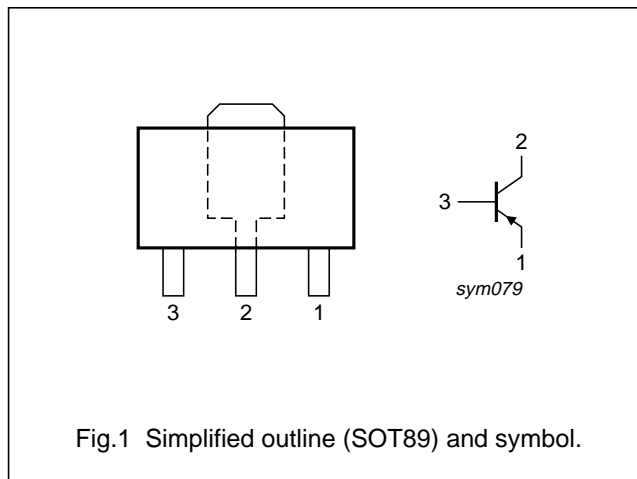 2
3
1
sym079
3 2 1
Fig.1 Simplified outline (SOT89) and symbol.